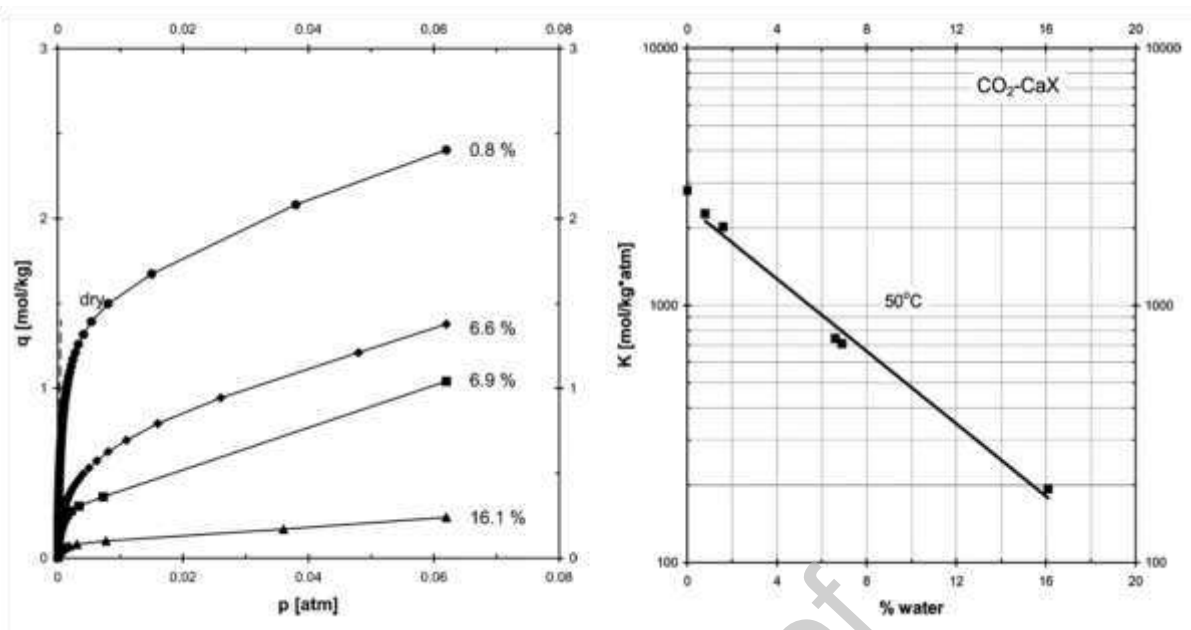 0 0.02 0.04 0.06 0.08
3 3
2 2
1 1
0 0
0 0.02 0.04 0.06 0.08
q [mol/kg]
p [atm]
dry
0.8 %
6.6 %
6.9 %
16.1 %
0 4 8 12 16 20
10000 10000
1000 1000
100 100
0 4 8 12 16 20
K [mol/kg*atm]
% water
CO₂-CaX
50°C
of